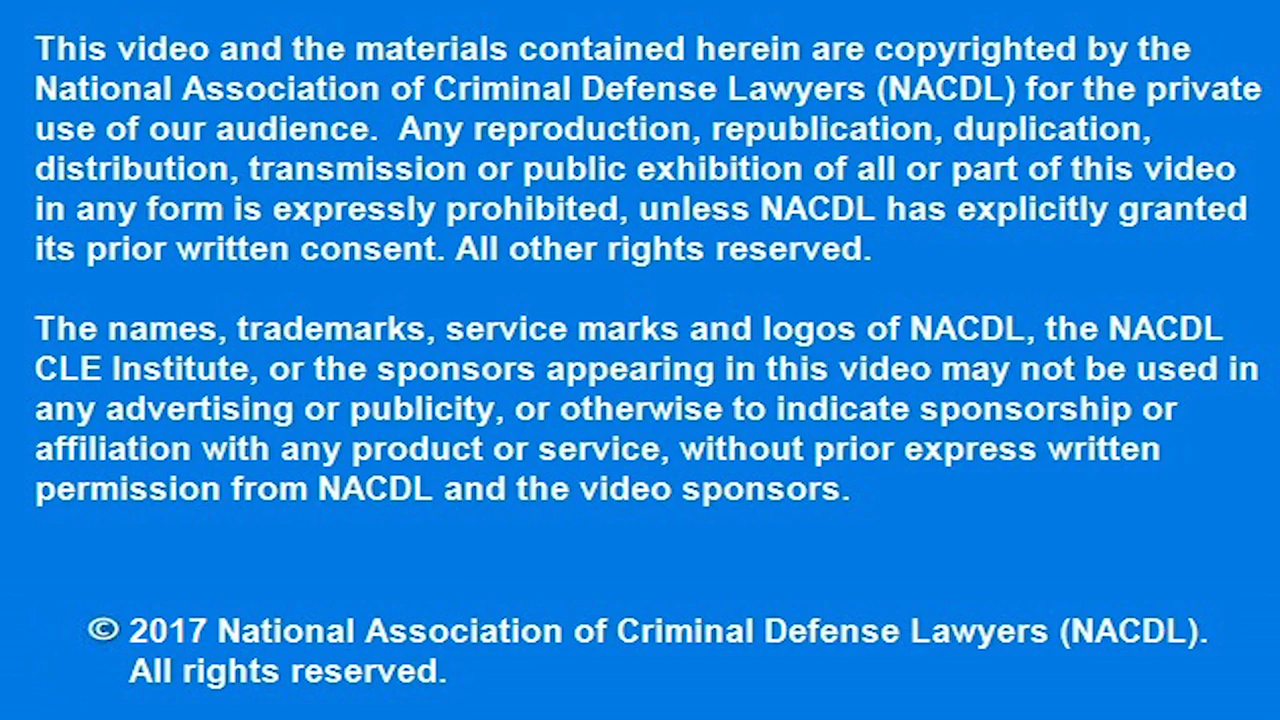 This video and the materials contained herein are copyrighted by the
National Association of Criminal Defense Lawyers (NACDL) for the private
use of our audience.  Any reproduction, republication, duplication,
distribution, transmission or public exhibition of all or part of this video
in any form is expressly prohibited, unless NACDL has explicitly granted
its prior written consent. All other rights reserved.
The names, trademarks, service marks and logos of NACDL, the NACDL
CLE Institute, or the sponsors appearing in this video may not be used in
any advertising or publicity, or otherwise to indicate sponsorship or
affiliation with any product or service, without prior express written
permission from NACDL and the video sponsors.
© 2017 National Association of Criminal Defense Lawyers (NACDL).
All rights reserved.